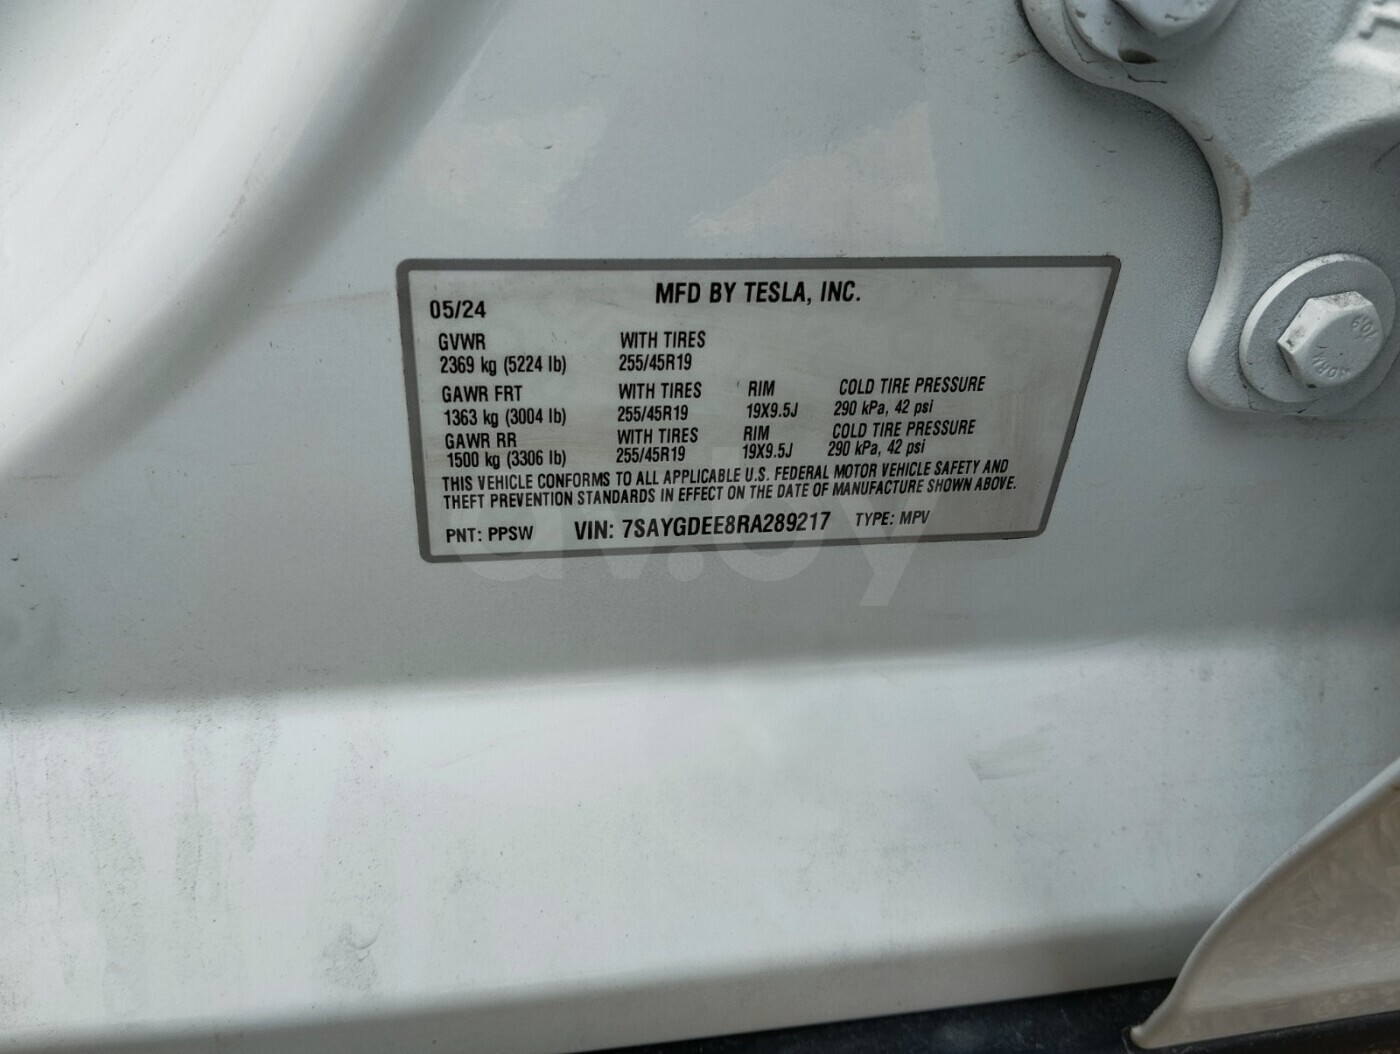 MFD BY TESLA, INC.
05/24
GVWR WITH TIRES
2369 kg (5224 lb) 255/45R19
GAWR FRT WITH TIRES RIM COLD TIRE PRESSURE
1363 kg (3004 lb) 255/45R19 19X9.5J 290 kPa, 42 psi
GAWR RR WITH TIRES RIM COLD TIRE PRESSURE
1500 kg (3306 lb) 255/45R19 19X9.5J 290 kPa, 42 psi
THIS VEHICLE CONFORMS TO ALL APPLICABLE U.S. FEDERAL MOTOR VEHICLE SAFETY AND
THEFT PREVENTION STANDARDS IN EFFECT ON THE DATE OF MANUFACTURE SHOWN ABOVE.
PNT: PPSW VIN: 7SAYGDEE8RA289217 TYPE: MPV
av.by